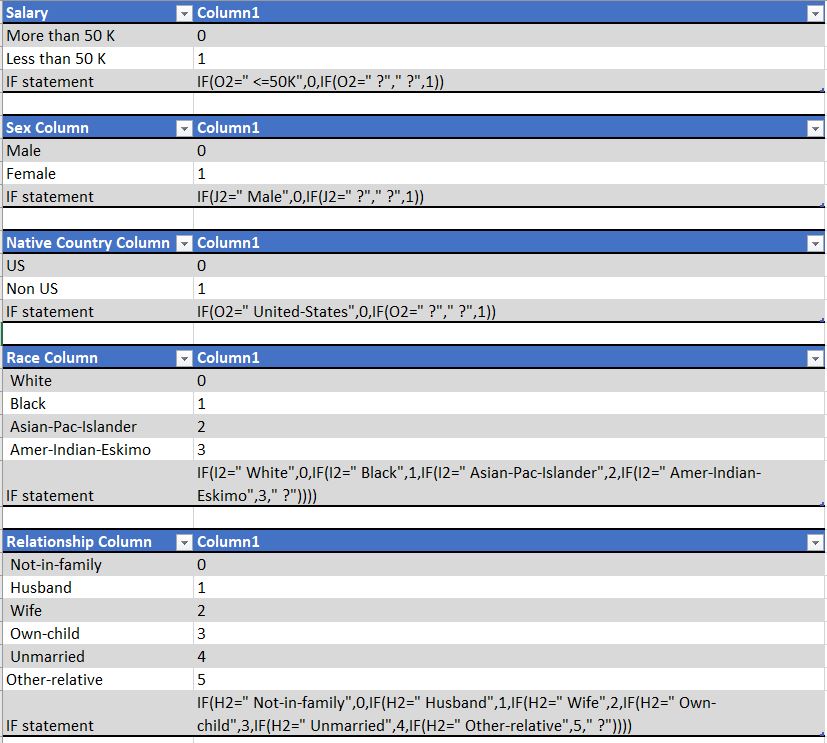 Salary Column1
More than 50 K 0
Less than 50 K 1
IF statement IF(O2=" <=50K",0,IF(O2=" ?"," ?",1))
Sex Column Column1
Male 0
Female 1
IF statement IF(J2=" Male",0,IF(J2=" ?"," ?",1))
Native Country Column Column1
US 0
Non US 1
IF statement IF(O2=" United-States",0,IF(O2=" ?"," ?",1))
Race Column Column1
White 0
Black 1
Asian-Pac-Islander 2
Amer-Indian-Eskimo 3
IF(I2=" White",0,IF(I2=" Black",1,IF(I2=" Asian-Pac-Islander",2,IF(I2=" Amer-Indian-
IF statement Eskimo",3," ?"))))
Relationship Column Column1
Not-in-family 0
Husband 1
Wife 2
Own-child 3
Unmarried 4
Other-relative 5
IF(H2=" Not-in-family",0,IF(H2=" Husband",1,IF(H2=" Wife",2,IF(H2=" Own-
IF statement child",3,IF(H2=" Unmarried",4,IF(H2=" Other-relative",5," ?"))))